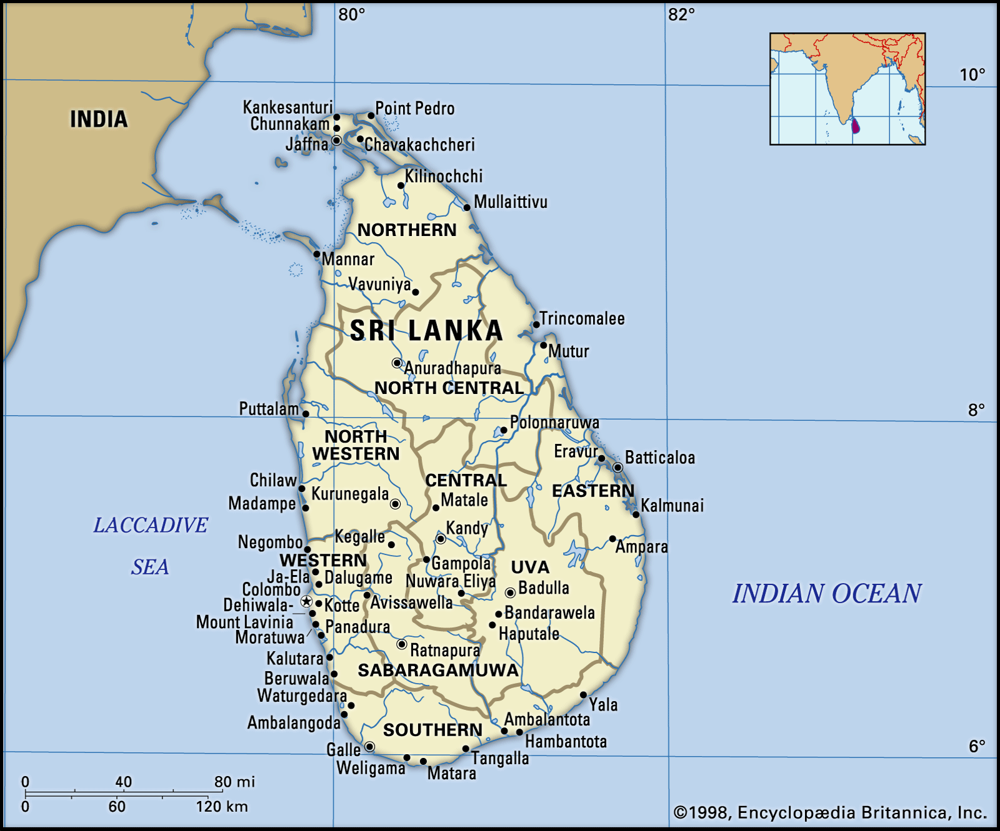 80°
82°
10°
INDIA
Kankesanturi
Point Pedro
Chunnakam
Jaffna
Chavakachcheri
Kilinochchi
Mullaittivu
NORTHERN
Mannar
Vavuniya
Trincomalee
SRI LANKA
Mutur
Anuradhapura
NORTH CENTRAL
Puttalam
8°
Polonnaruwa
NORTH
WESTERN
Eravur
Batticaloa
Chilaw
CENTRAL
EASTERN
Kurunegala
Matale
Madampe
Kalmunai
LACCADIVE
SEA
Kandy
Kegalle
Negombo
Ampara
WESTERN
Gampola
UVA
Ja-Ela
Dalugame
Nuwara Eliya
Badulla
Colombo
INDIAN OCEAN
Dehiwala-
Mount Lavinia
Kotte
Avissawella
Bandarawela
Panadura
Haputale
Moratuwa
Ratnapura
Kalutara
SABARAGAMUWA
Beruwala
Waturgedara
Yala
Ambalangoda
Ambalantota
SOUTHERN
Hambantota
Galle
6°
Tangalla
Weligama
Matara
0 40 80 mi
0 60 120 km
©1998, Encyclopædia Britannica, Inc.